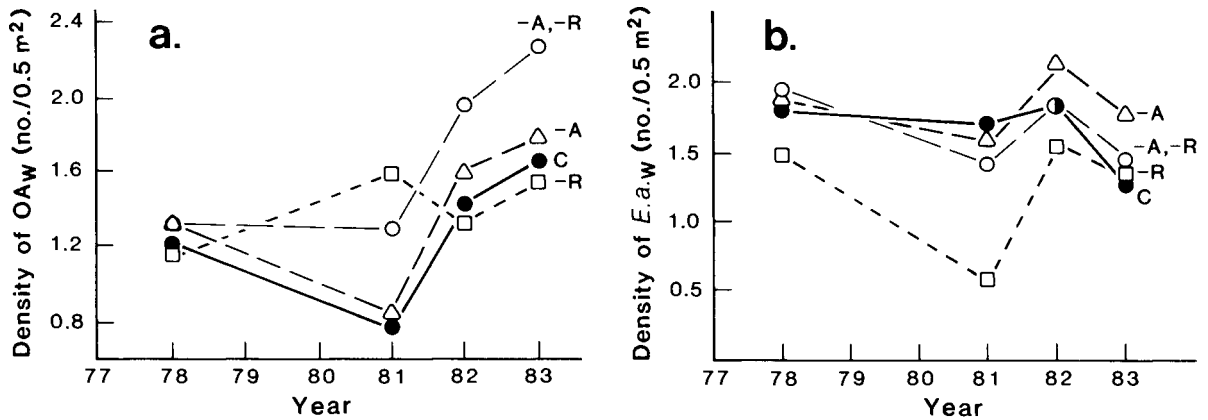 a.
Density of OAw (no./0.5 m²)
2.4
2.0
1.6
1.2
0.8
-A,-R
-A
C
-R
77 78 79 80 81 82 83
Year
b.
Density of E.a.w (no./0.5 m²)
2.0
1.5
1.0
0.5
-A
-A,-R
-R
C
77 78 79 80 81 82 83
Year